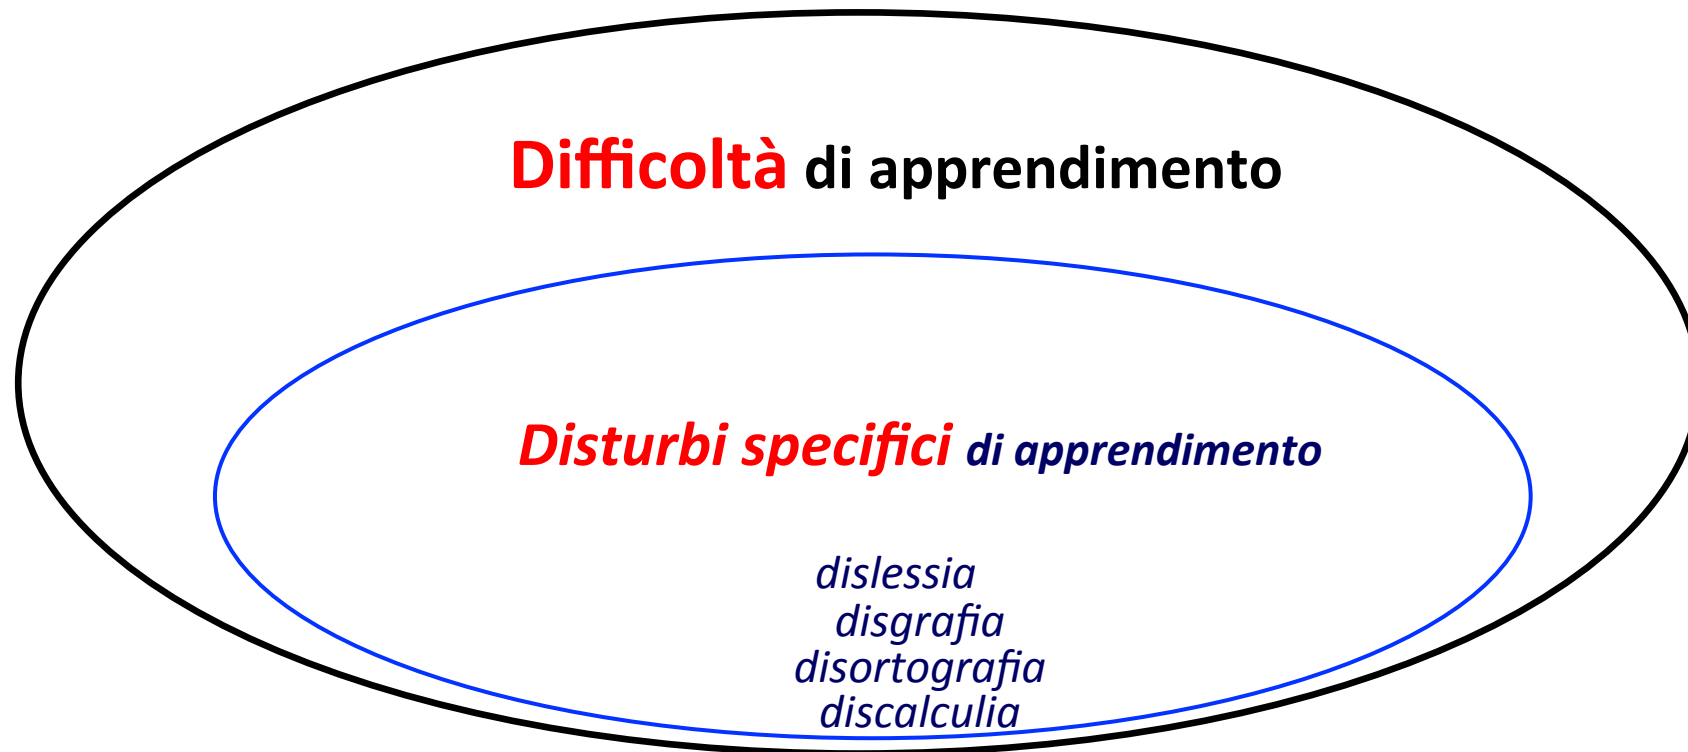 Difficoltà di apprendimento
Disturbi specifici di apprendimento
dislessia
disgrafia
disortografia
discalculia